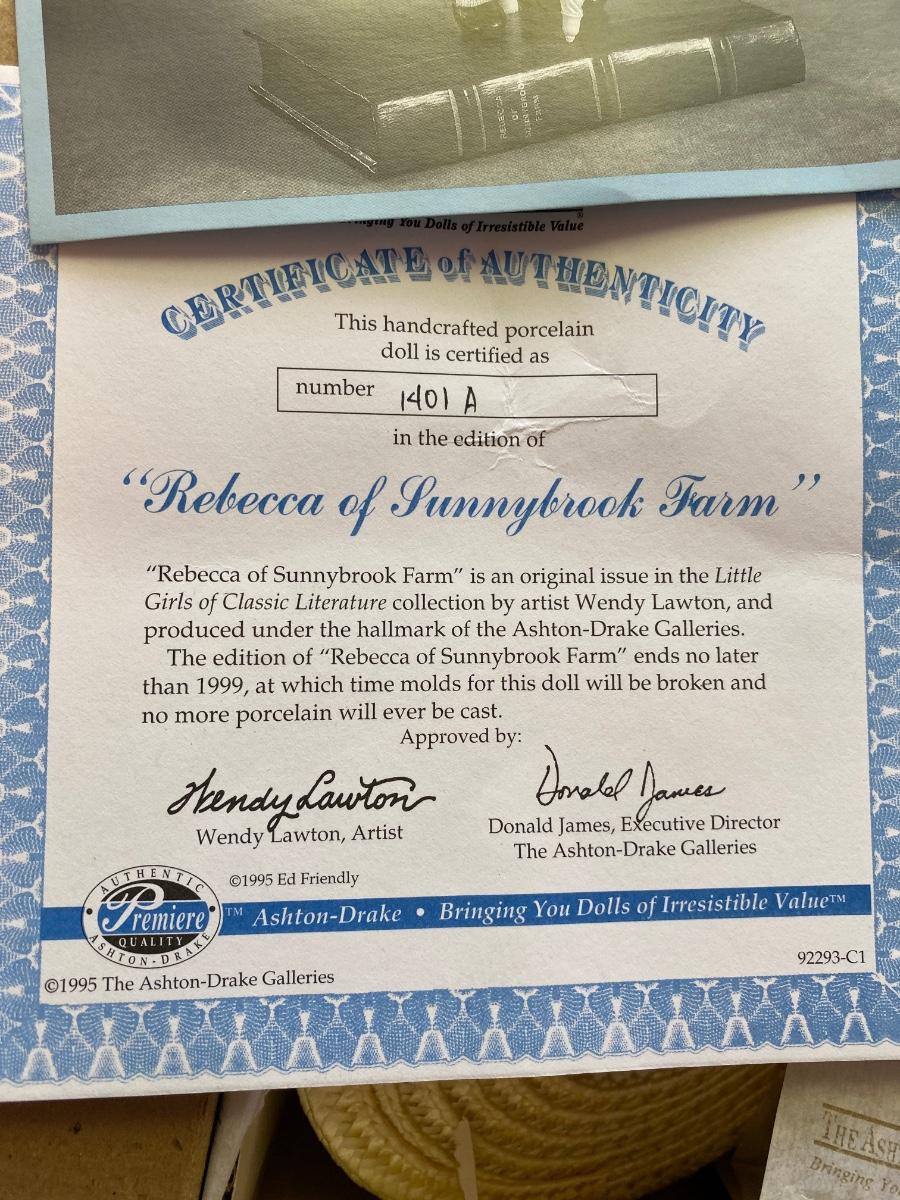 REBECCA
OF
SUNNYBROOK
FARM
You Dolls of Irresistible Value®
CERTIFICATE of AUTHENTICITY
This handcrafted porcelain
doll is certified as
number 1401 A
in the edition of
“Rebecca of Sunnybrook Farm”
“Rebecca of Sunnybrook Farm” is an original issue in the Little
Girls of Classic Literature collection by artist Wendy Lawton, and
produced under the hallmark of the Ashton-Drake Galleries.
The edition of “Rebecca of Sunnybrook Farm” ends no later
than 1999, at which time molds for this doll will be broken and
no more porcelain will ever be cast.
Approved by:
Wendy Lawton Donald James
Wendy Lawton, Artist
Donald James, Executive Director
The Ashton-Drake Galleries
©1995 Ed Friendly
AUTHENTIC
Premiere
QUALITY
ASHTON-DRAKE
™ Ashton-Drake • Bringing You Dolls of Irresistible Value™
92293-C1
©1995 The Ashton-Drake Galleries
THE ASH
Bringing Yo